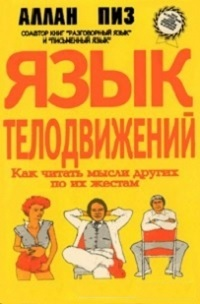 АЛЛАН ПИЗ
СОАВТОР КНИГ "РАЗГОВОРНЫЙ ЯЗЫК"
И "ПИСЬМЕННЫЙ ЯЗЫК"
ЯЗЫК
ТЕЛОДВИЖЕНИЙ
Как читать мысли других
по их жестам